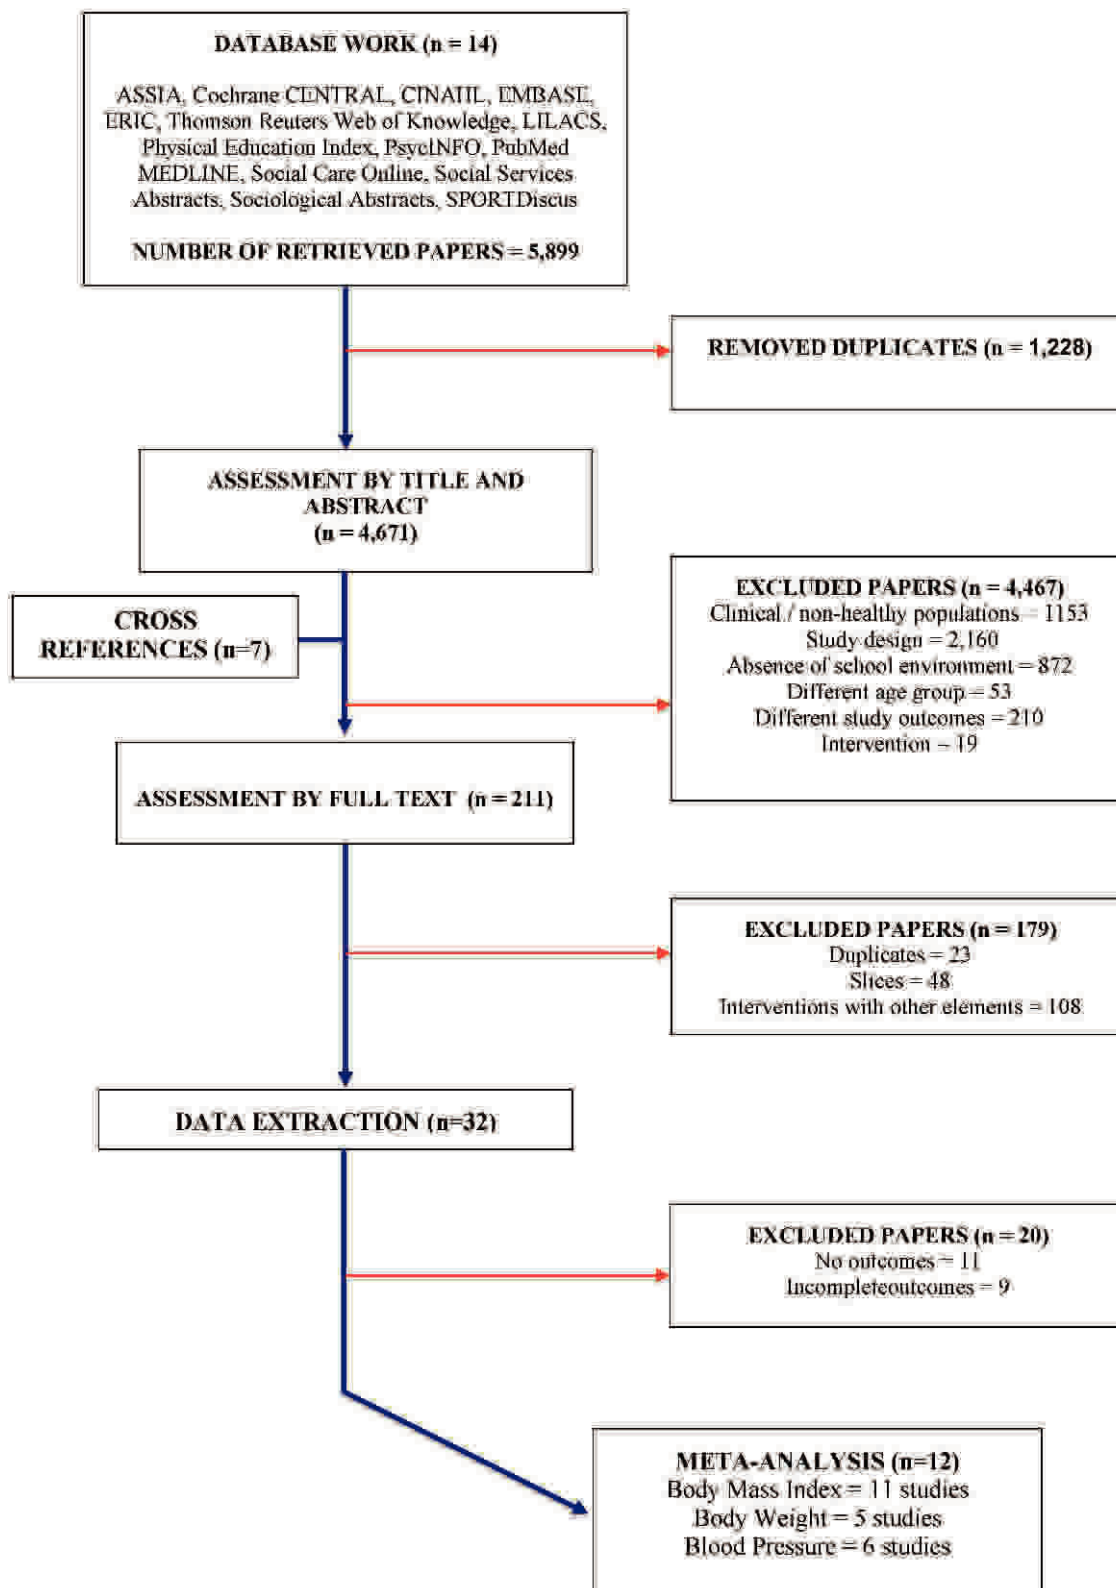 DATABASE WORK (n = 14)
ASSIA, Cochrane CENTRAL, CINAHL, EMBASE,
ERIC, Thomson Reuters Web of Knowledge, LILACS,
Physical Education Index, PsycINFO, PubMed
MEDLINE, Social Care Online, Social Services
Abstracts, Sociological Abstracts, SPORTDiscus
NUMBER OF RETRIEVED PAPERS = 5,899
REMOVED DUPLICATES (n = 1,228)
ASSESSMENT BY TITLE AND
ABSTRACT
(n = 4,671)
CROSS
REFERENCES (n=7)
EXCLUDED PAPERS (n = 4,467)
Clinical / non-healthy populations = 1153
Study design = 2,160
Absence of school environment = 872
Different age group = 53
Different study outcomes = 210
Intervention = 19
ASSESSMENT BY FULL TEXT (n = 211)
EXCLUDED PAPERS (n = 179)
Duplicates = 23
Slices = 48
Interventions with other elements = 108
DATA EXTRACTION (n=32)
EXCLUDED PAPERS (n = 20)
No outcomes = 11
Incompleteoutcomes = 9
META-ANALYSIS (n=12)
Body Mass Index = 11 studies
Body Weight = 5 studies
Blood Pressure = 6 studies